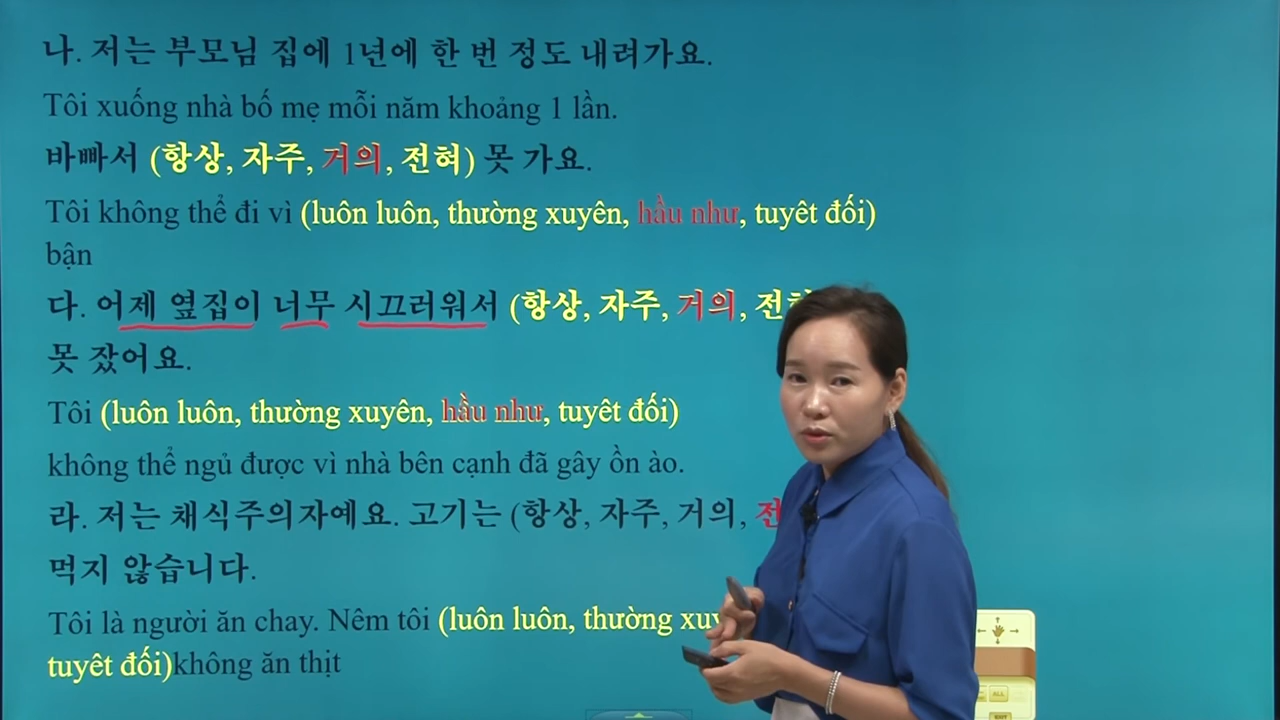 나. 저는 부모님 집에 1년에 한 번 정도 내려가요.
Tôi xuống nhà bố mẹ mỗi năm khoảng 1 lần.
바빠서 (항상, 자주, 거의, 전혀) 못 가요.
Tôi không thể đi vì (luôn luôn, thường xuyên, hầu như, tuyêt đối)
bận
다. 어제 옆집이 너무 시끄러워서 (항상, 자주, 거의,
못 잤어요.
Tôi (luôn luôn, thường xuyên, hầu như, tuyêt đối)
không thể ngủ được vì nhà bên cạnh đã gây ồn ào.
라. 저는 채식주의자예요. 고기는 (항상, 자주, 거의,
먹지 않습니다.
Tôi là người ăn chay. Nêm tôi (luôn luôn, thường
tuyêt đối)không ăn thịt
ALL